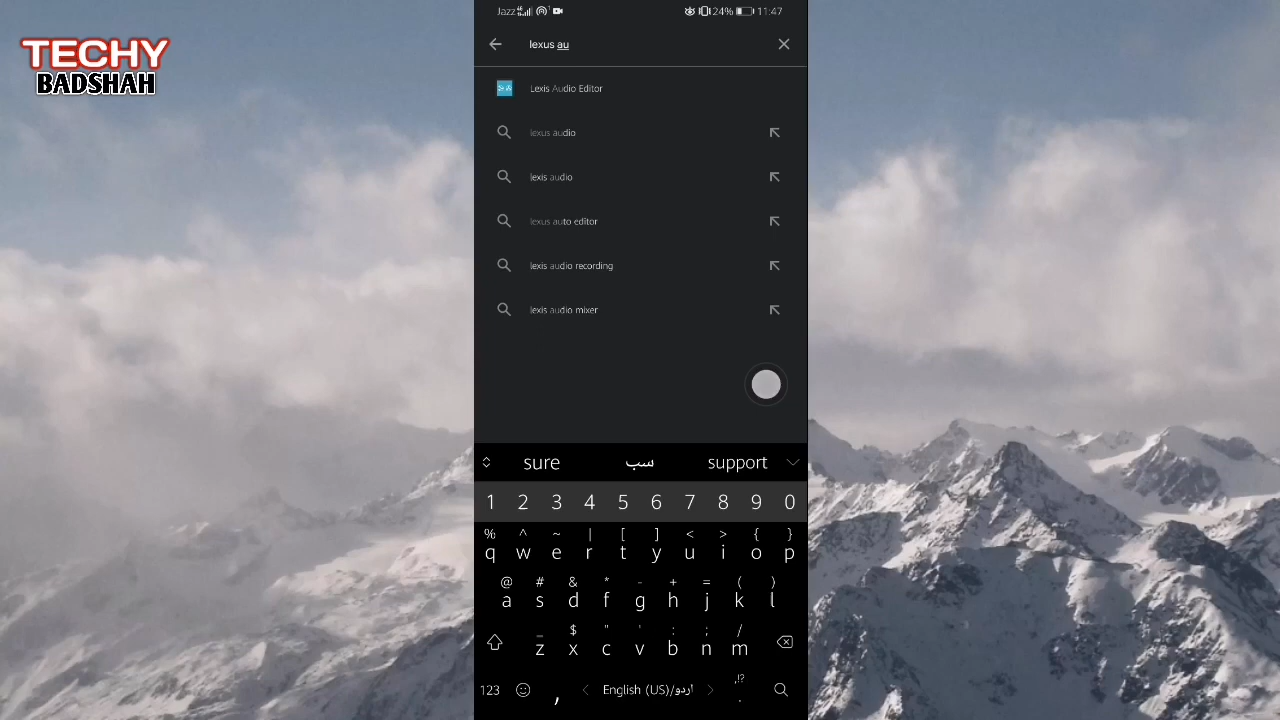 TECHY
BADSHAH
Jazz 24% 11:47
lexus au
Lexis Audio Editor
lexus audio
lexis audio
lexus auto editor
lexis audio recording
lexis audio mixer
sure سب support
1 2 3 4 5 6 7 8 9 0
% ^ ~ | [ ] < > { }
q w e r t y u i o p
@ # & * - + = ( )
a s d f g h j k l
_ $ " ' : ; /
z x c v b n m
123 , English (US)/اردو ,!? .